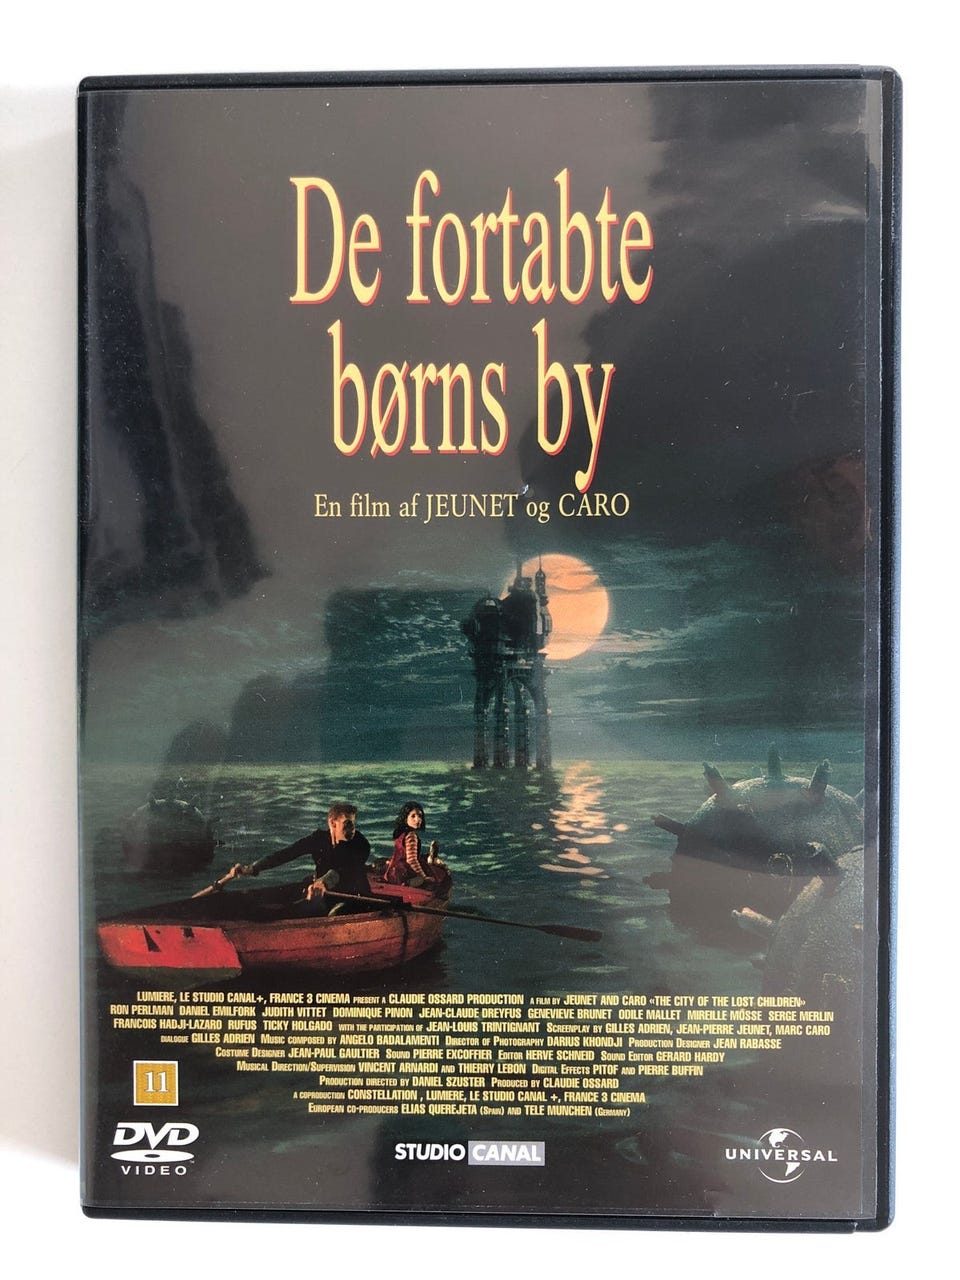 De fortabte
børns by
En film af JEUNET og CARO
LUMIERE, LE STUDIO CANAL+, FRANCE 3 CINEMA PRESENT A CLAUDIE OSSARD PRODUCTION A FILM BY JEUNET AND CARO «THE CITY OF THE LOST CHILDREN»
RON PERLMAN DANIEL EMILFORK JUDITH VITTET DOMINIQUE PINON JEAN-CLAUDE DREYFUS GENEVIEVE BRUNET ODILE MALLET MIREILLE MÖSSE SERGE MERLIN
FRANCOIS HADJI-LAZARO RUFUS TICKY HOLGADO WITH THE PARTICIPATION OF JEAN-LOUIS TRINTIGNANT SCREENPLAY BY GILLES ADRIEN, JEAN-PIERRE JEUNET, MARC CARO
DIALOGUE GILLES ADRIEN MUSIC COMPOSED BY ANGELO BADALAMENTI DIRECTOR OF PHOTOGRAPHY DARIUS KHONDJI PRODUCTION DESIGNER JEAN RABASSE
COSTUME DESIGNER JEAN-PAUL GAULTIER SOUND PIERRE EXCOFFIER EDITOR HERVE SCHNEID SOUND EDITOR GERARD HARDY
MUSICAL DIRECTION/SUPERVISION VINCENT ARNARDI AND THIERRY LEBON DIGITAL EFFECTS PITOF AND PIERRE BUFFIN
PRODUCTION DIRECTED BY DANIEL SZUSTER PRODUCED BY CLAUDIE OSSARD
A COPRODUCTION CONSTELLATION, LUMIERE, LE STUDIO CANAL +, FRANCE 3 CINEMA
EUROPEAN CO-PRODUCERS ELIAS QUEREJETA (SPAIN) AND TELE MUNCHEN (GERMANY)
11
DVD
VIDEO™
STUDIO CANAL
UNIVERSAL